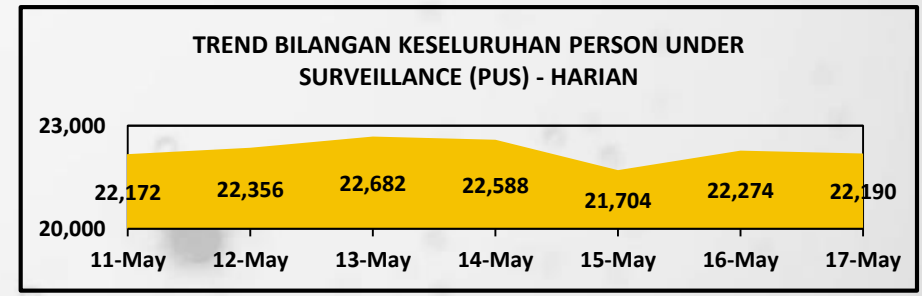 TREND BILANGAN KESELURUHAN PERSON UNDER
SURVEILLANCE (PUS) - HARIAN
23,000
22,172 22,356 22,682 22,588 21,704 22,274 22,190
20,000
11-May 12-May 13-May 14-May 15-May 16-May 17-May